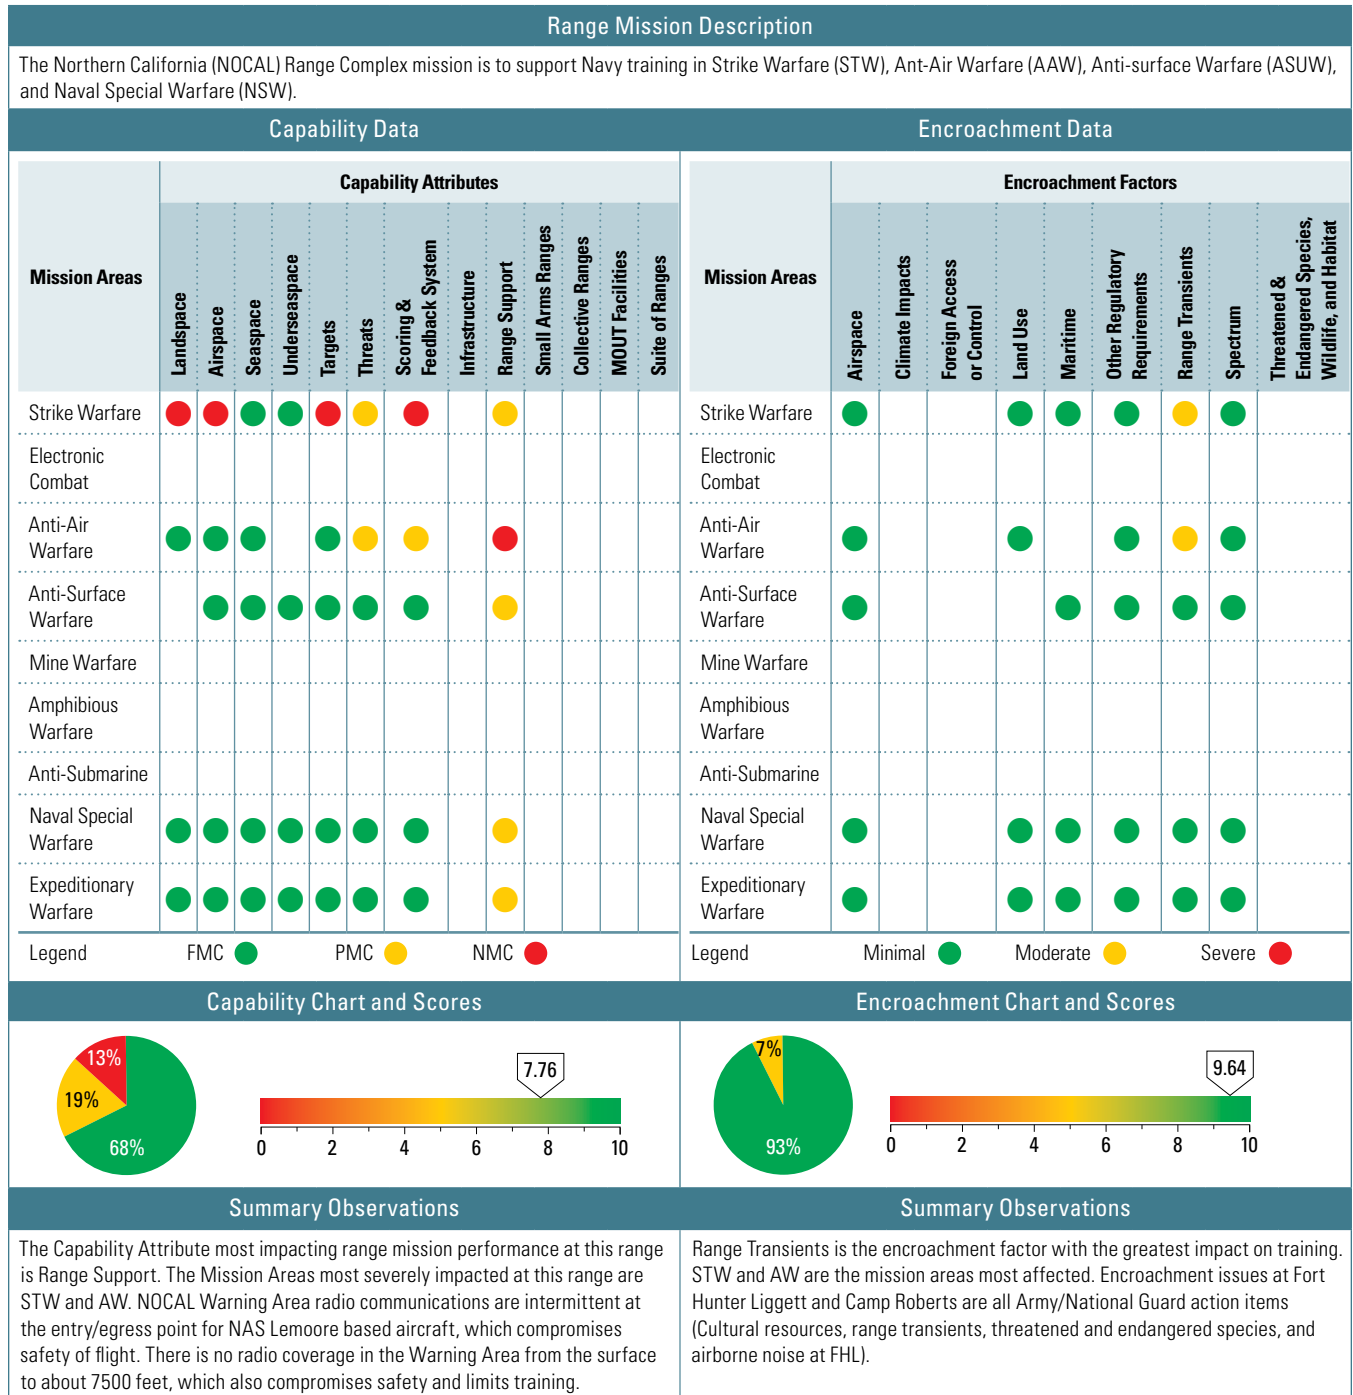 Range Mission Description
The Northern California (NOCAL) Range Complex mission is to support Navy training in Strike Warfare (STW), Ant-Air Warfare (AAW), Anti-surface Warfare (ASUW),
and Naval Special Warfare (NSW).
Capability Data
Mission Areas
Capability Attributes
Landspace
Airspace
Seaspace
Underseaspace
Targets
Threats
Scoring &
Feedback System
Infrastructure
Range Support
Small Arms Ranges
Collective Ranges
MOUT Facilities
Suite of Ranges
Strike Warfare
Electronic
Combat
Anti-Air
Warfare
Anti-Surface
Warfare
Mine Warfare
Amphibious
Warfare
Anti-Submarine
Naval Special
Warfare
Expeditionary
Warfare
Legend FMC PMC NMC
Encroachment Data
Mission Areas
Encroachment Factors
Airspace
Climate Impacts
Foreign Access
or Control
Land Use
Maritime
Other Regulatory
Requirements
Range Transients
Spectrum
Threatened &
Endangered Species,
Wildlife, and Habitat
Strike Warfare
Electronic
Combat
Anti-Air
Warfare
Anti-Surface
Warfare
Mine Warfare
Amphibious
Warfare
Anti-Submarine
Naval Special
Warfare
Expeditionary
Warfare
Legend Minimal Moderate Severe
Capability Chart and Scores
13%
19%
68%
7.76
0 2 4 6 8 10
Encroachment Chart and Scores
7%
93%
9.64
0 2 4 6 8 10
Summary Observations
The Capability Attribute most impacting range mission performance at this range
is Range Support. The Mission Areas most severely impacted at this range are
STW and AW. NOCAL Warning Area radio communications are intermittent at
the entry/egress point for NAS Lemoore based aircraft, which compromises
safety of flight. There is no radio coverage in the Warning Area from the surface
to about 7500 feet, which also compromises safety and limits training.
Summary Observations
Range Transients is the encroachment factor with the greatest impact on training.
STW and AW are the mission areas most affected. Encroachment issues at Fort
Hunter Liggett and Camp Roberts are all Army/National Guard action items
(Cultural resources, range transients, threatened and endangered species, and
airborne noise at FHL).